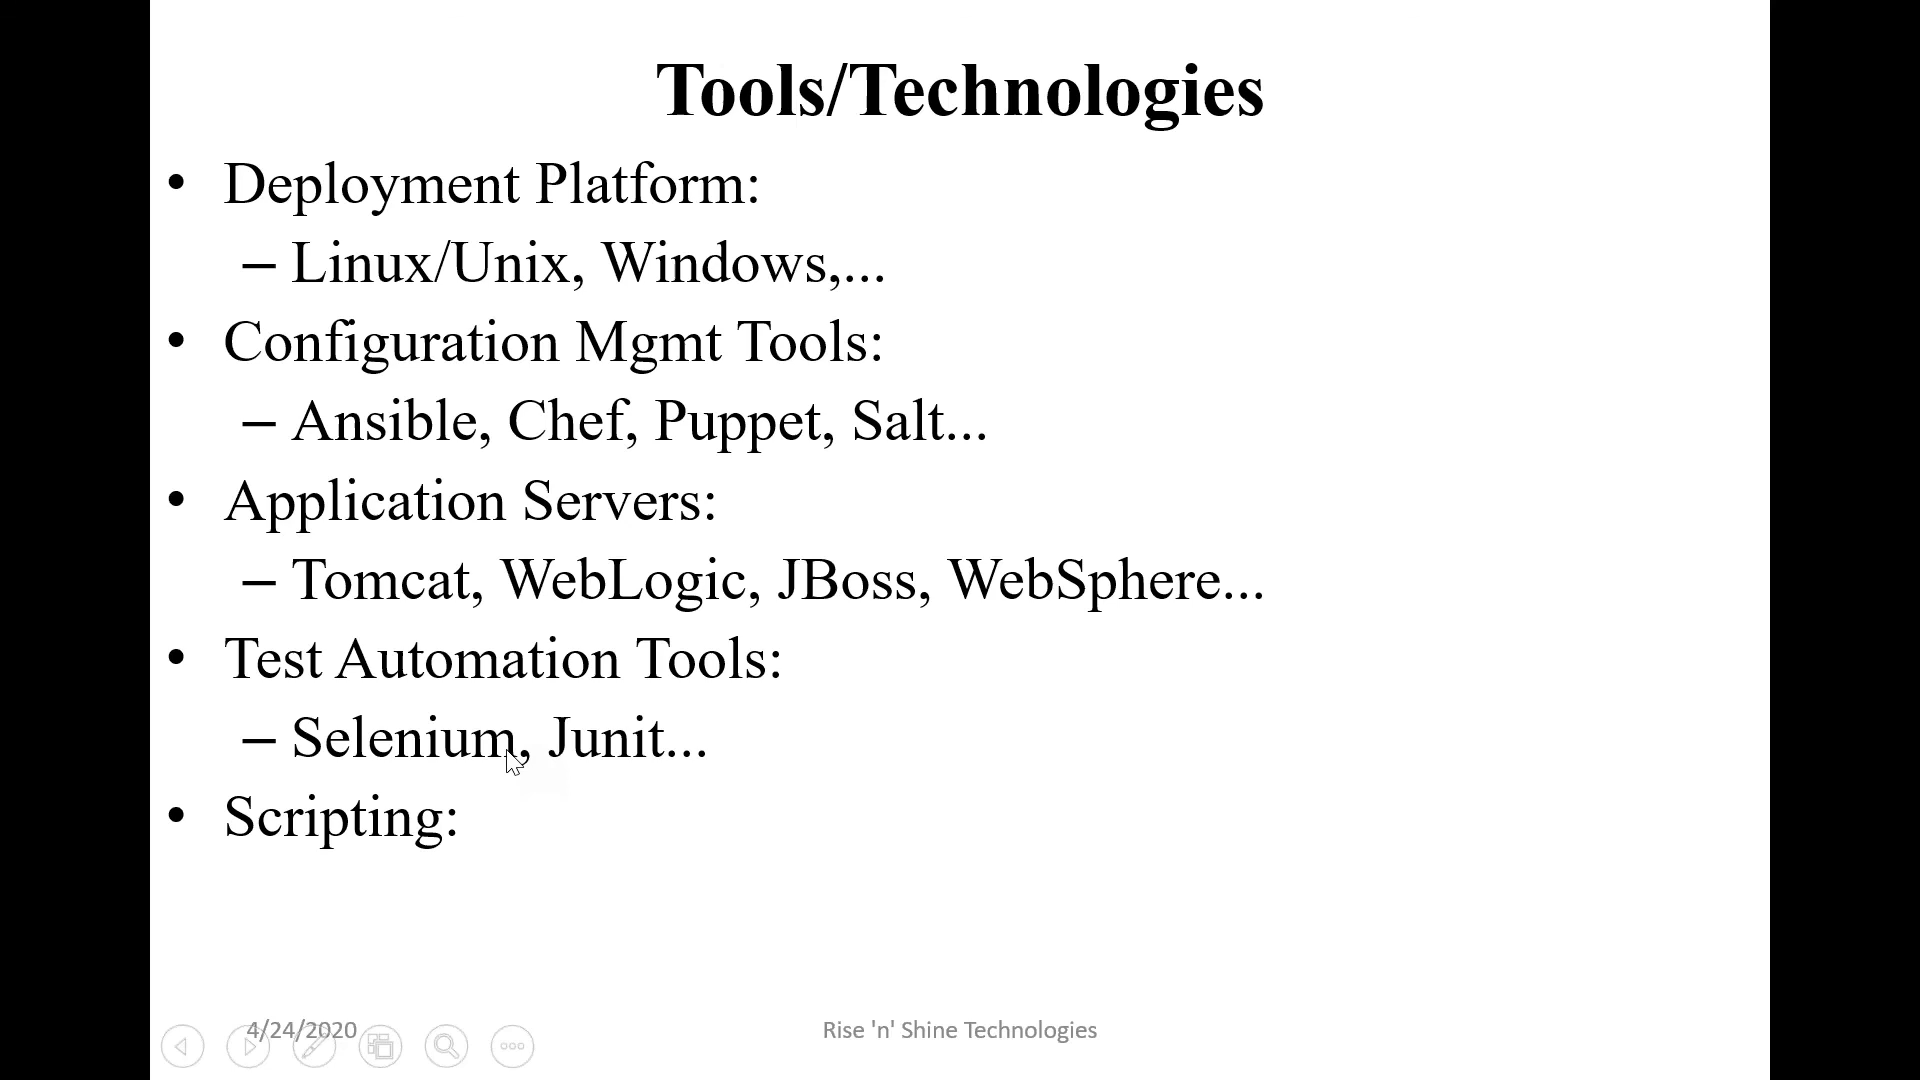 Tools/Technologies
• Deployment Platform:
– Linux/Unix, Windows,...
• Configuration Mgmt Tools:
– Ansible, Chef, Puppet, Salt...
• Application Servers:
– Tomcat, WebLogic, JBoss, WebSphere...
• Test Automation Tools:
– Selenium, Junit...
• Scripting:
4/24/2020
Rise 'n' Shine Technologies